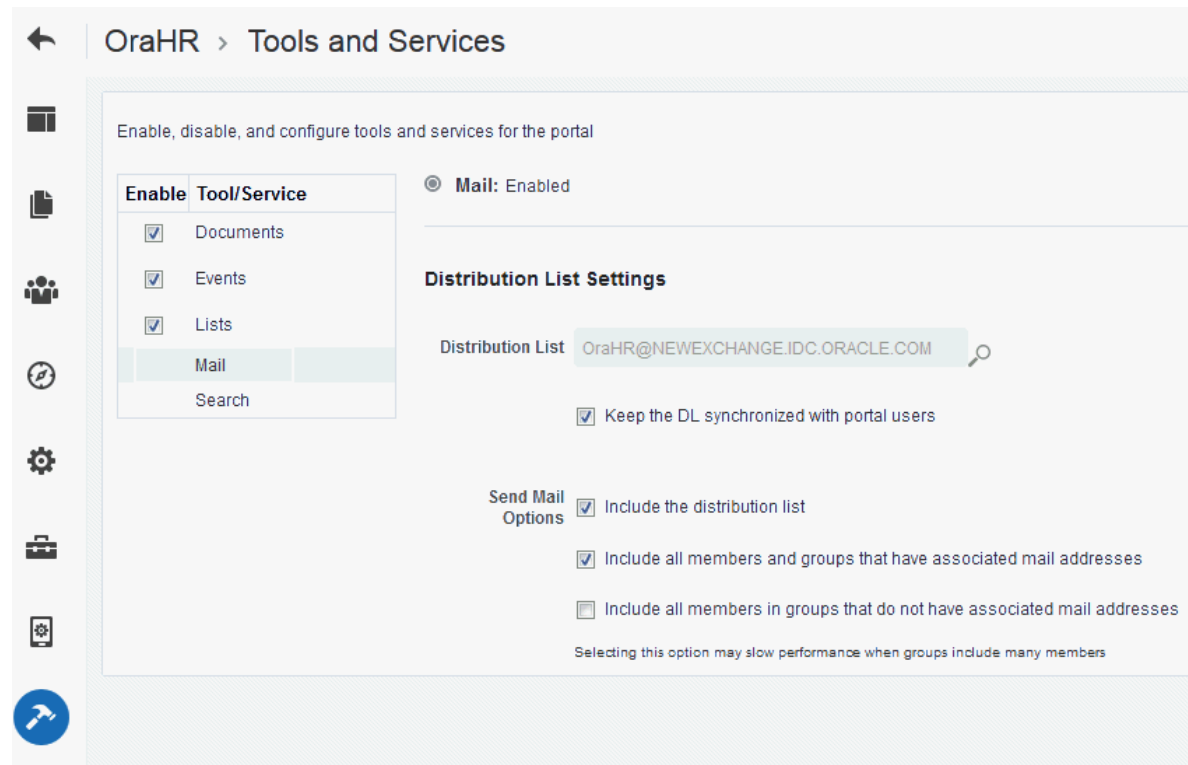 OraHR > Tools and Services
Enable, disable, and configure tools and services for the portal
Enable Tool/Service
Documents
Events
Lists
Mail
Search
Mail: Enabled
Distribution List Settings
Distribution List OraHR@NEWEXCHANGE.IDC.ORACLE.COM
Keep the DL synchronized with portal users
Send Mail
Options
Include the distribution list
Include all members and groups that have associated mail addresses
Include all members in groups that do not have associated mail addresses
Selecting this option may slow performance when groups include many members